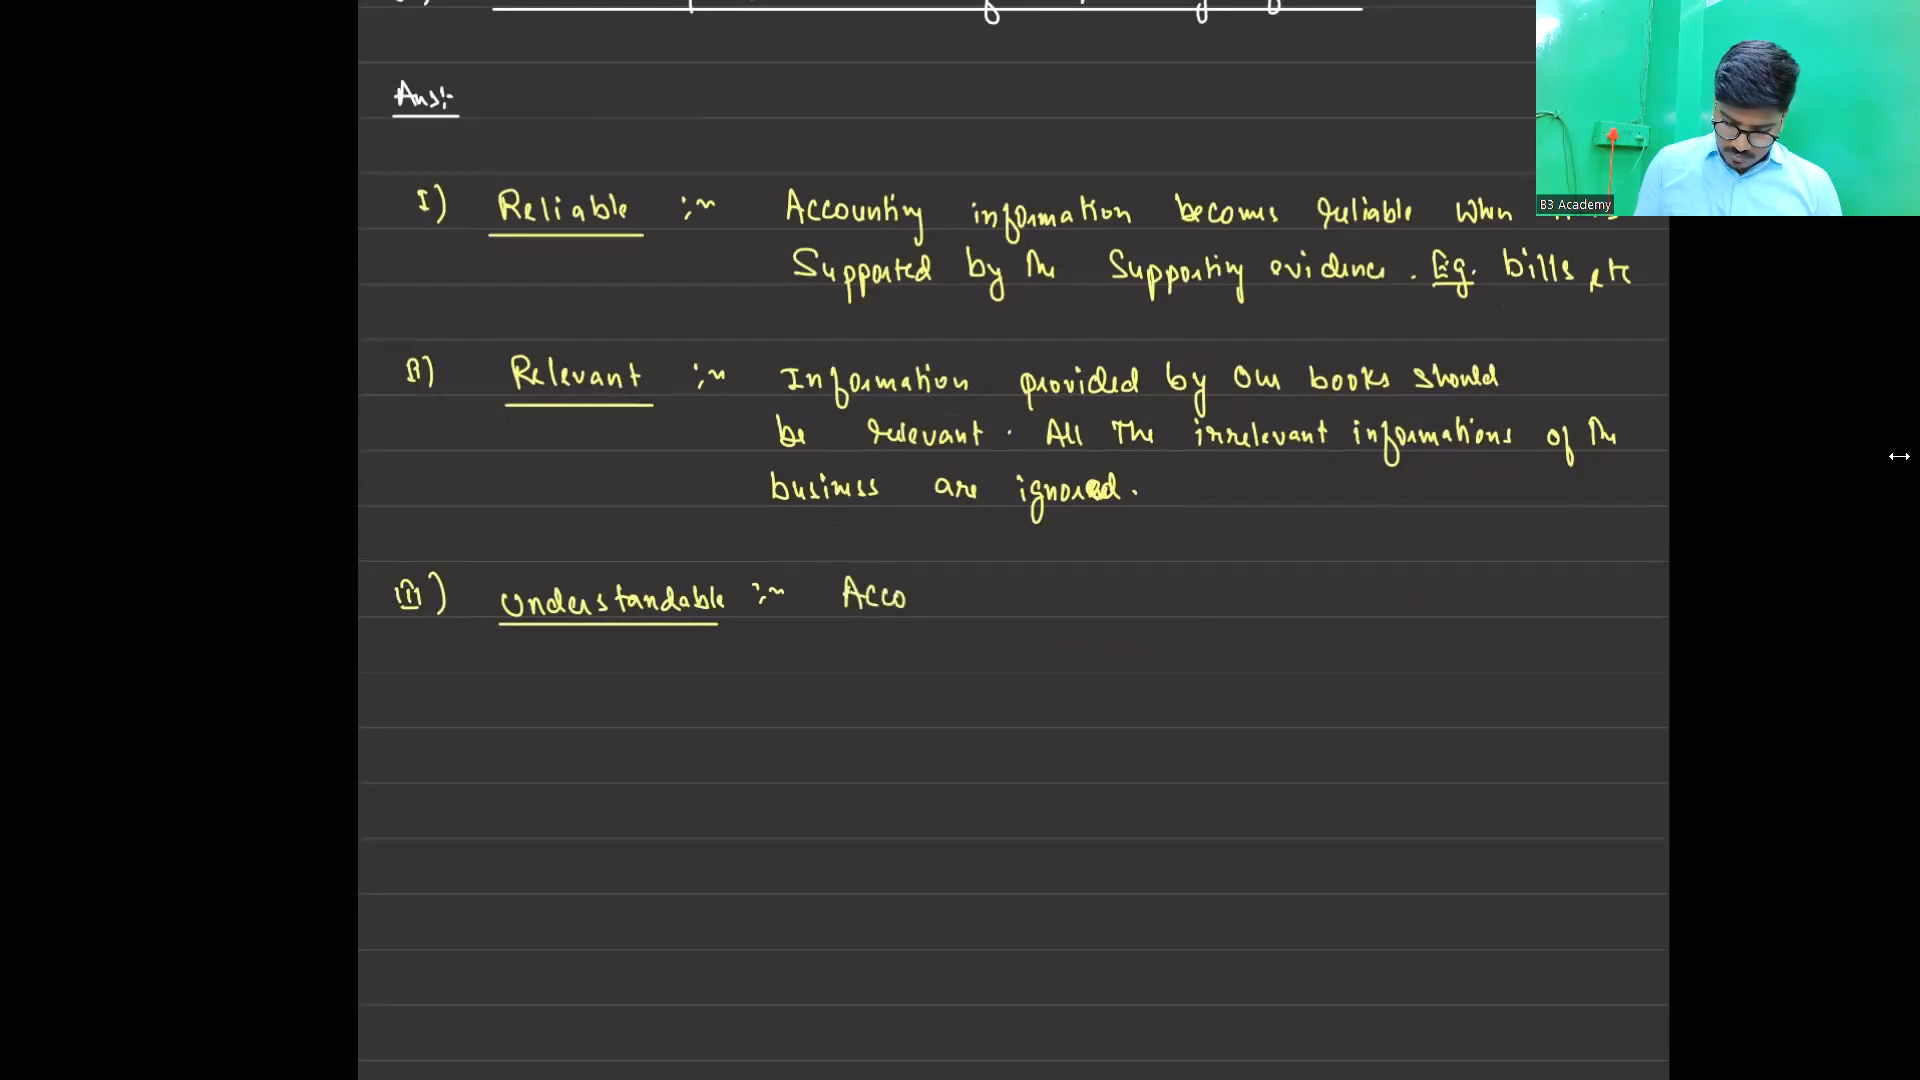 Ans:-
I) Reliable :- Accounting information becomes reliable when
Supported by the Supporting evidence. Eg. bills, etc
II) Relevant :- Information provided by our books should
be relevant. All the irrelevant informations of the
business are ignored.
III) Understandable :- Acco
B3 Academy